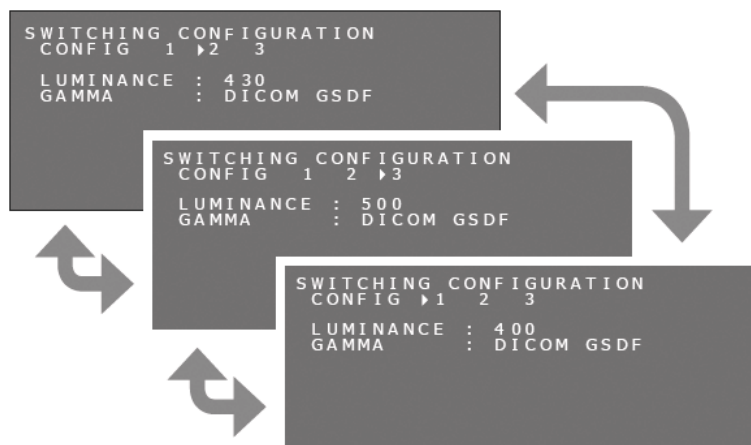 SWITCHING CONFIGURATION
CONFIG 1 ▸2 3
LUMINANCE : 430
GAMMA : DICOM GSDF
SWITCHING CONFIGURATION
CONFIG 1 2 ▸3
LUMINANCE : 500
GAMMA : DICOM GSDF
SWITCHING CONFIGURATION
CONFIG ▸1 2 3
LUMINANCE : 400
GAMMA : DICOM GSDF